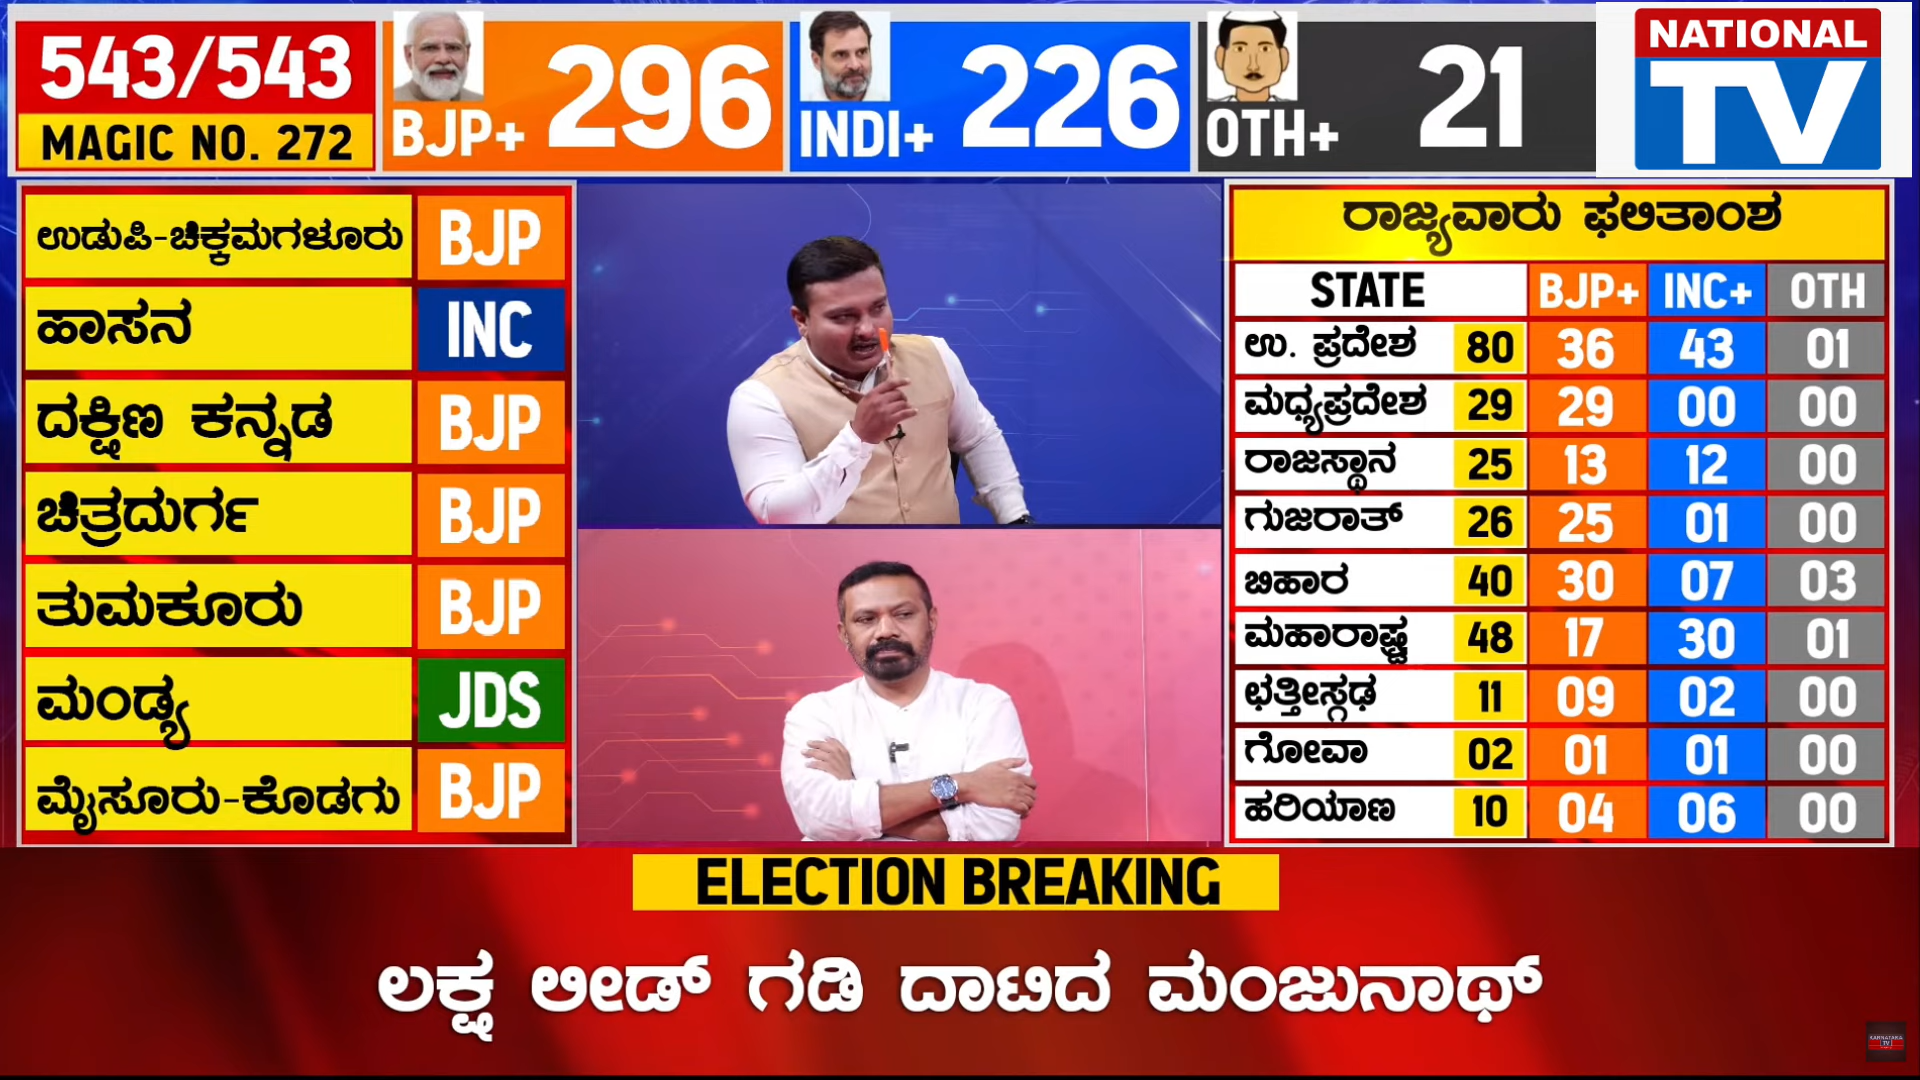 543/543
MAGIC NO. 272
BJP+ 296
INDI+ 226
OTH+ 21
NATIONAL
TV
ಉಡುಪಿ-ಚಿಕ್ಕಮಗಳೂರು BJP
ಹಾಸನ INC
ದಕ್ಷಿಣ ಕನ್ನಡ BJP
ಚಿತ್ರದುರ್ಗ BJP
ತುಮಕೂರು BJP
ಮಂಡ್ಯ JDS
ಮೈಸೂರು-ಕೊಡಗು BJP
ರಾಜ್ಯವಾರು ಫಲಿತಾಂಶ
STATE BJP+ INC+ OTH
ಉ. ಪ್ರದೇಶ 80 36 43 01
ಮಧ್ಯಪ್ರದೇಶ 29 29 00 00
ರಾಜಸ್ಥಾನ 25 13 12 00
ಗುಜರಾತ್ 26 25 01 00
ಬಿಹಾರ 40 30 07 03
ಮಹಾರಾಷ್ಟ್ರ 48 17 30 01
ಛತ್ತೀಸ್ಗಢ 11 09 02 00
ಗೋವಾ 02 01 01 00
ಹರಿಯಾಣ 10 04 06 00
ELECTION BREAKING
ಲಕ್ಷ ಲೀಡ್ ಗಡಿ ದಾಟಿದ ಮಂಜುನಾಥ್
KARNATAKA
TV